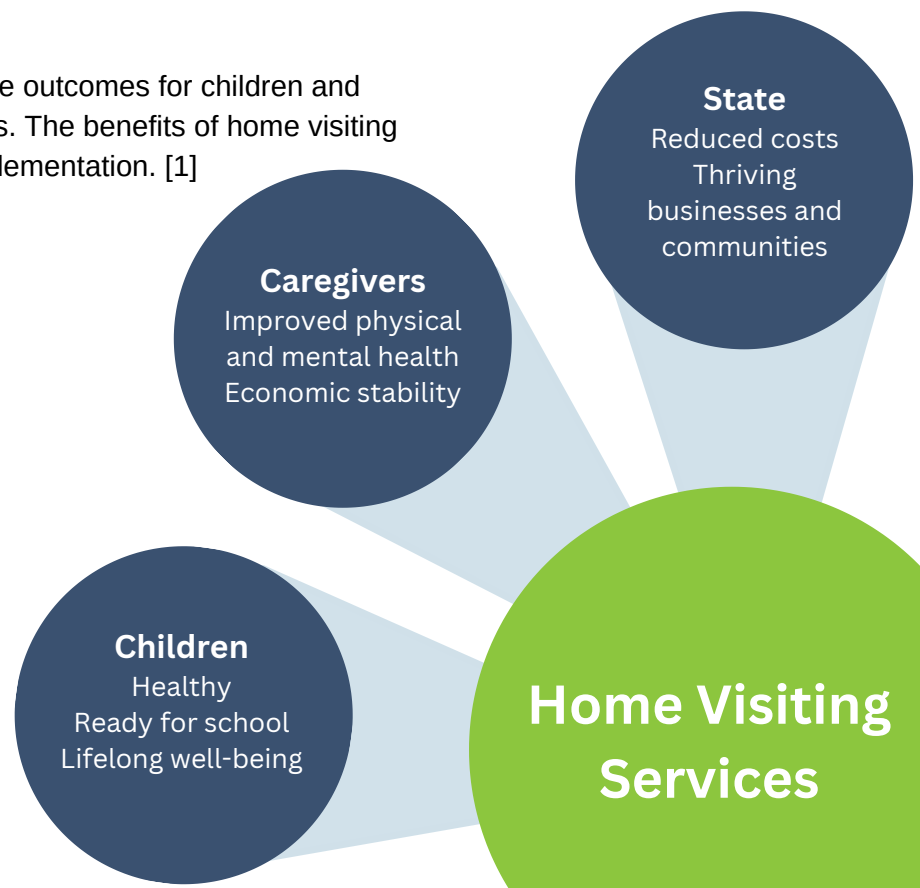 e outcomes for children and
s. The benefits of home visiting
lementation. [1]
State
Reduced costs
Thriving
businesses and
communities
Caregivers
Improved physical
and mental health
Economic stability
Children
Healthy
Ready for school
Lifelong well-being
Home Visiting
Services